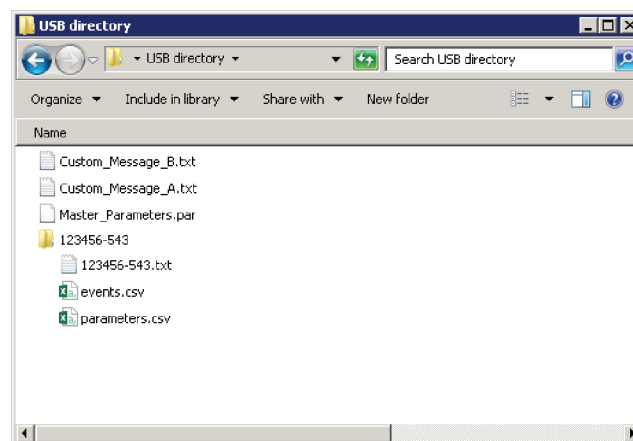 USB directory
USB directory Search USB directory
Organize Include in library Share with New folder
Name
Custom_Message_B.txt
Custom_Message_A.txt
Master_Parameters.par
123456-543
123456-543.txt
events.csv
parameters.csv